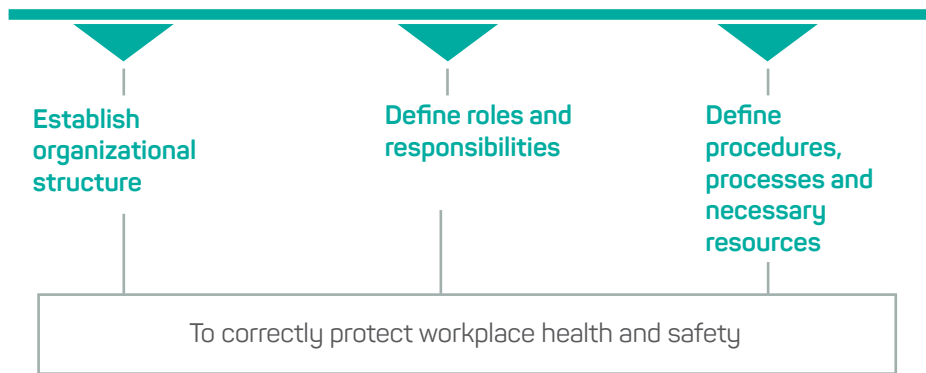 Establish
organizational
structure
Define roles and
responsibilities
Define
procedures,
processes and
necessary
resources
To correctly protect workplace health and safety